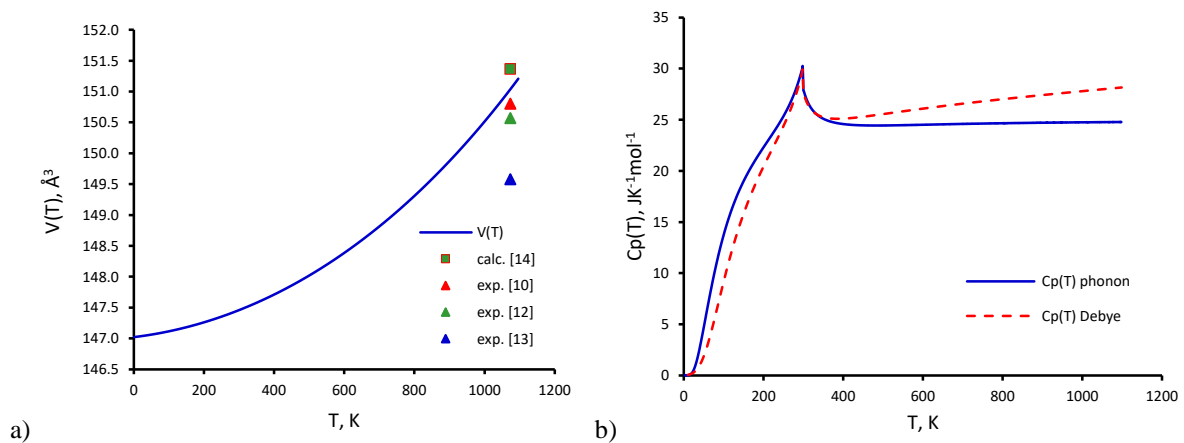 152.0
151.5
151.0
150.5
150.0
149.5
149.0
148.5
148.0
147.5
147.0
146.5
V(T), Å³
0 200 400 600 800 1000 1200
T, K
V(T)
calc. [14]
exp. [10]
exp. [12]
exp. [13]
a)
35
30
25
20
15
10
5
0
Cp(T), JK⁻¹mol⁻¹
0 200 400 600 800 1000 1200
T, K
Cp(T) phonon
Cp(T) Debye
b)